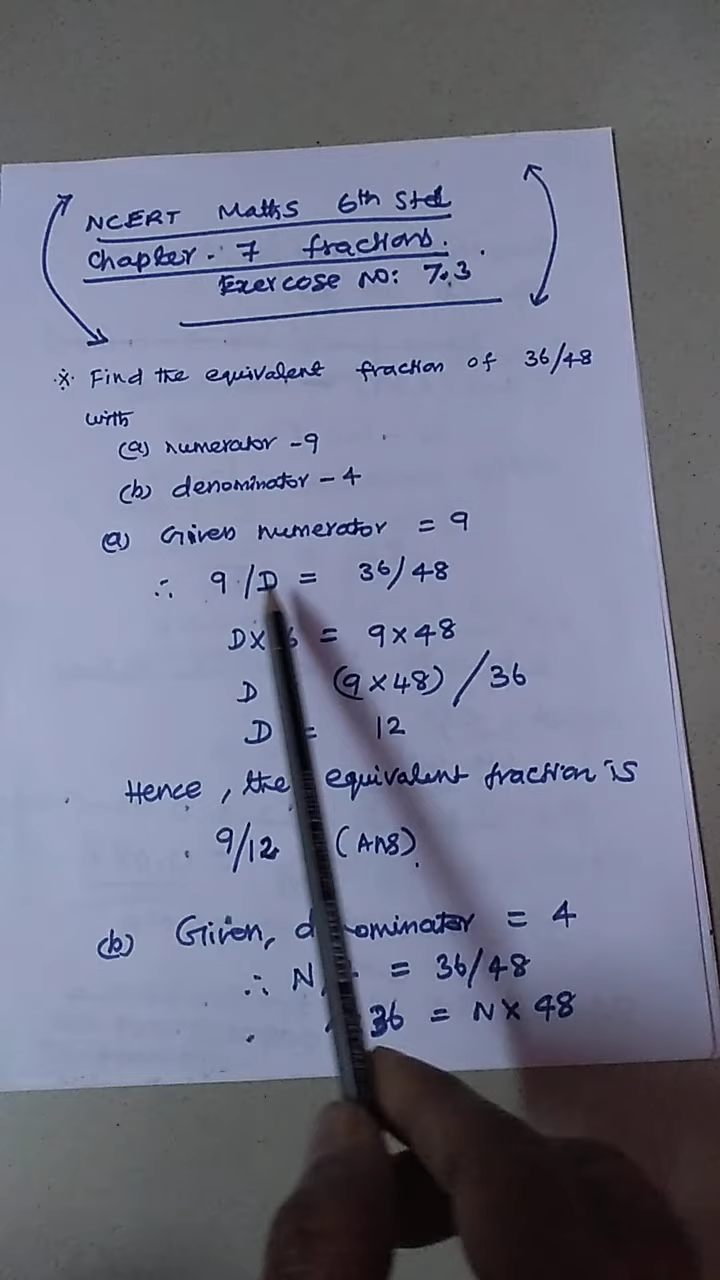 NCERT Maths 6th Std
Chapter. 7 fractions.
Exercose NO: 7.3
Find the equivalent fraction of 36/48
with
(a) numerator - 9
(b) denominator - 4
(a) Given numerator = 9
∴ 9/D = 36/48
= 9 x 48
D (9 x 48) / 36
D = 12
Hence, the equivalent fraction is
9/12 (Ans).
(b) Given, = 4
∴ N = 36/48
36 = N x 48